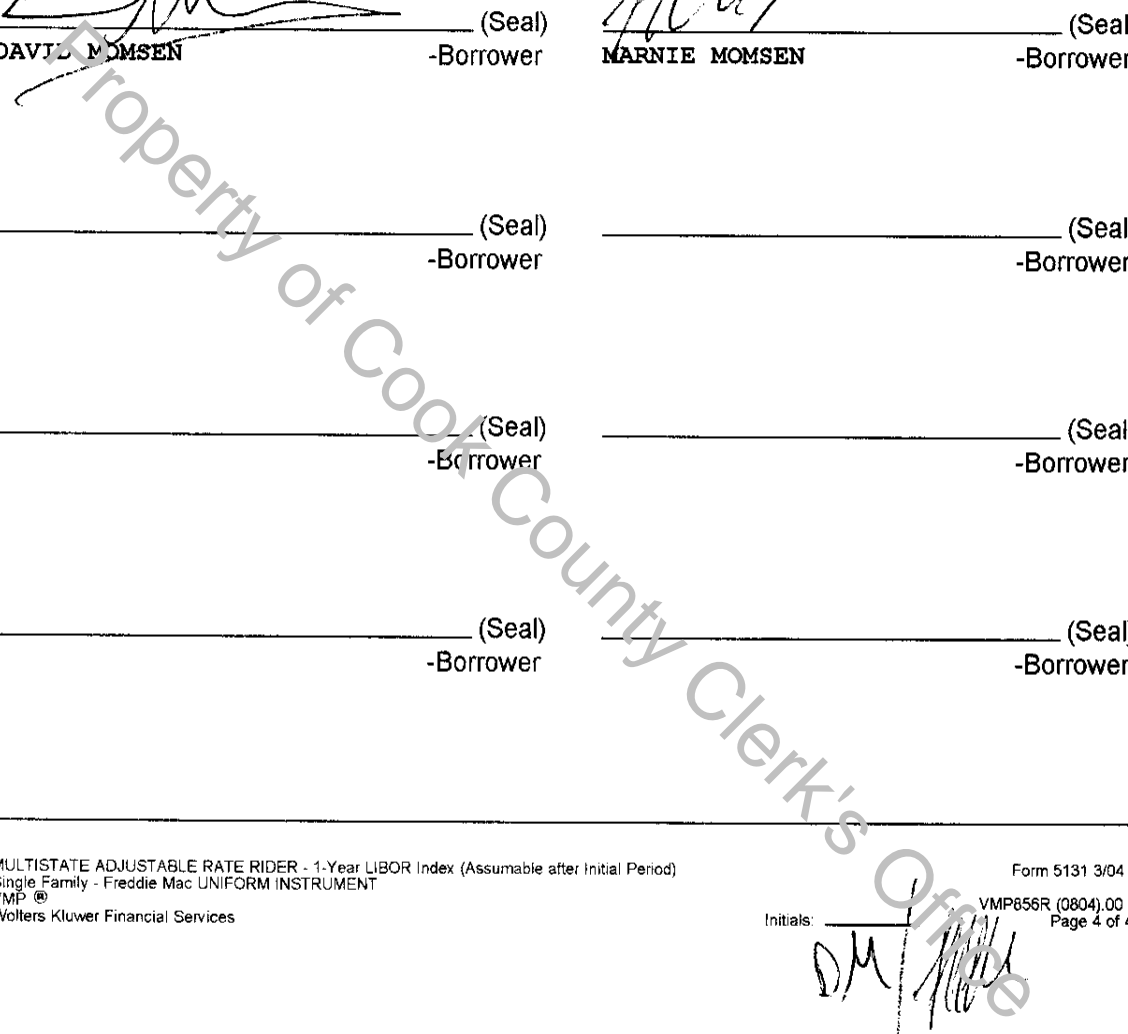 (Seal) (Seal
DAVID MOMSEN -Borrower MARNIE MOMSEN -Borrower
(Seal) (Seal
-Borrower -Borrower
(Seal) (Seal
-Borrower -Borrower
(Seal) (Seal)
-Borrower -Borrower
Property of Cook County Clerk's Office
MULTISTATE ADJUSTABLE RATE RIDER - 1-Year LIBOR Index (Assumable after Initial Period) Form 5131 3/04
Single Family - Freddie Mac UNIFORM INSTRUMENT
VMP ® VMP856R (0804).00
Wolters Kluwer Financial Services Initials: Page 4 of 4
DM